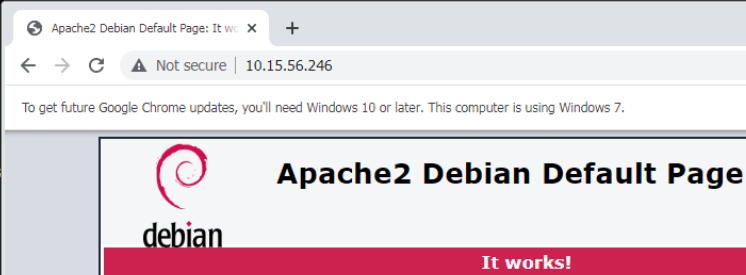 Apache2 Debian Default Page: It wo
Not secure | 10.15.56.246
To get future Google Chrome updates, you'll need Windows 10 or later. This computer is using Windows 7.
Apache2 Debian Default Page
debian
It works!